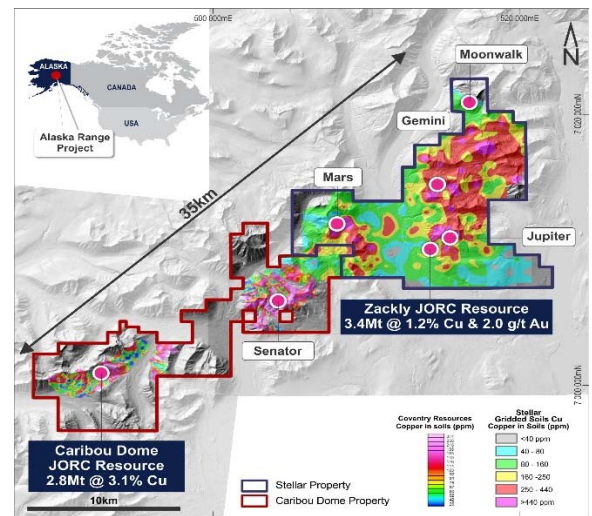 500 000mE
520 000mE
ALASKA
CANADA
USA
Alaska Range
Project
35km
N
Moonwalk
7 020 000mN
Gemini
Mars
Jupiter
Zackly JORC Resource
3.4Mt @ 1.2% Cu & 2.0 g/t Au
Senator
7 000 000mN
Caribou Dome
JORC Resource
2.8Mt @ 3.1% Cu
10km
Stellar Property
Caribou Dome Property
Coventry Resources
Copper in soils (ppm)
Stellar
Gridded Soils Cu
Copper in Soils (ppm)
<40 ppm
40 - 80
80 - 160
160 -250
250 - 440
>440 ppm